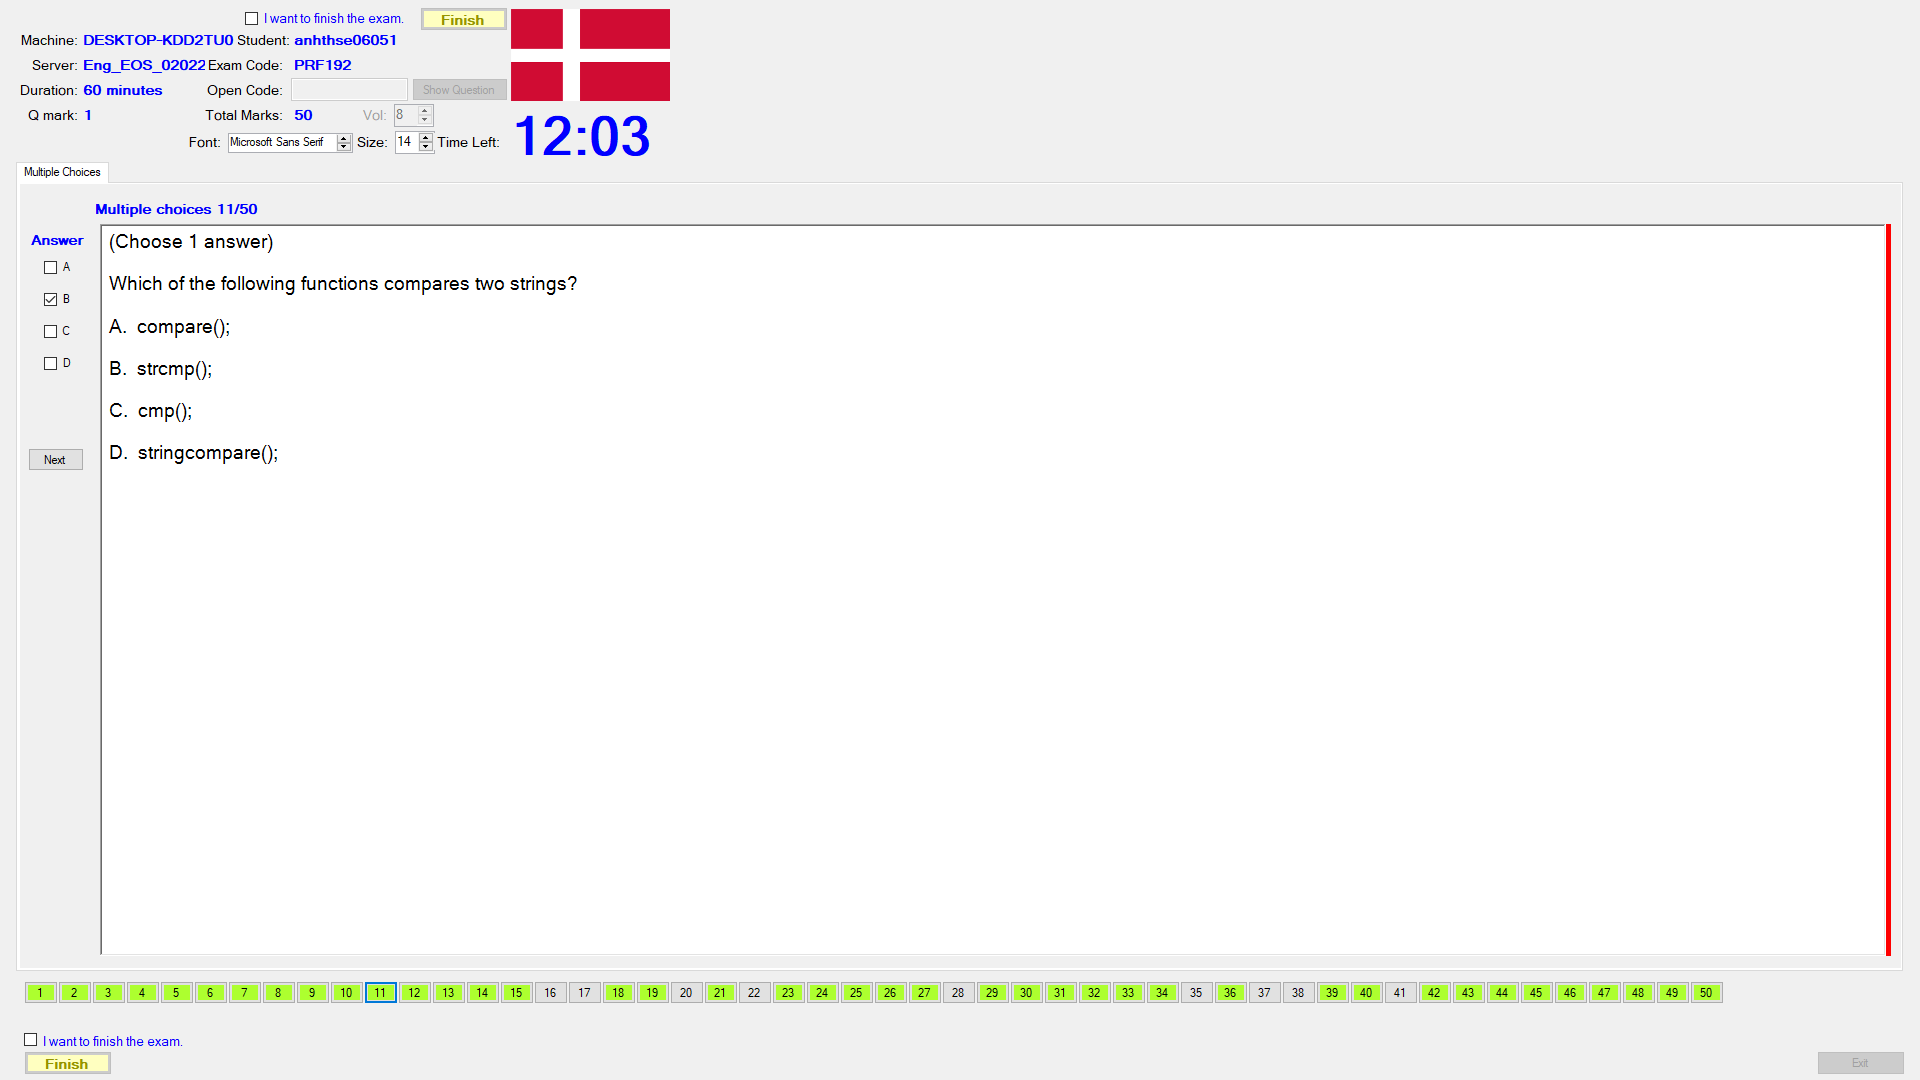 I want to finish the exam.
Finish
Machine: DESKTOP-KDD2TU0 Student: anhthse06051
Server: Eng_EOS_02022 Exam Code: PRF192
Duration: 60 minutes Open Code: Show Question
Q mark: 1 Total Marks: 50 Vol: 8
Font: Microsoft Sans Serif Size: 14 Time Left: 12:03
Multiple Choices
Multiple choices 11/50
Answer
A
B
C
D
Next
(Choose 1 answer)
Which of the following functions compares two strings?
A. compare();
B. strcmp();
C. cmp();
D. stringcompare();
1 2 3 4 5 6 7 8 9 10 11 12 13 14 15 16 17 18 19 20 21 22 23 24 25 26 27 28 29 30 31 32 33 34 35 36 37 38 39 40 41 42 43 44 45 46 47 48 49 50
I want to finish the exam.
Finish
Exit